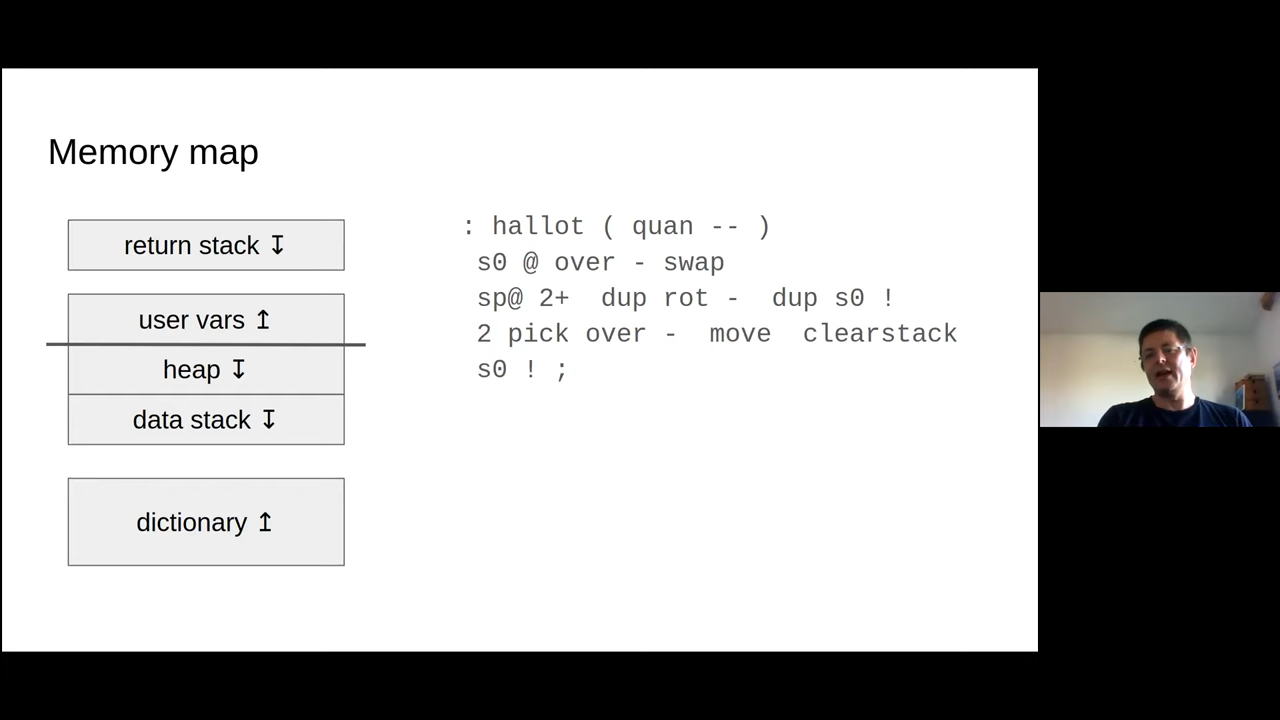 Memory map
return stack ↧
user vars ↥
heap ↧
data stack ↧
dictionary ↥
: hallot ( quan -- )
s0 @ over - swap
sp@ 2+  dup rot -  dup s0 !
2 pick over -  move  clearstack
s0 ! ;